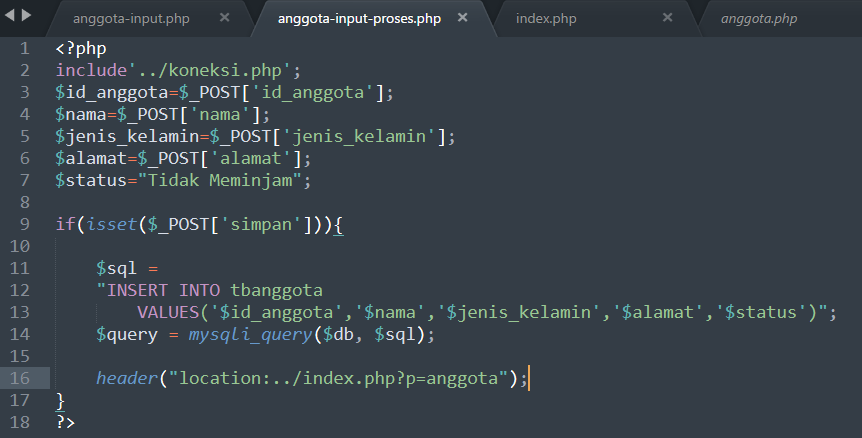 anggota-input.php × anggota-input-proses.php × index.php × anggota.php
1 <?php
2 include'../koneksi.php';
3 $id_anggota=$_POST['id_anggota'];
4 $nama=$_POST['nama'];
5 $jenis_kelamin=$_POST['jenis_kelamin'];
6 $alamat=$_POST['alamat'];
7 $status="Tidak Meminjam";
8
9 if(isset($_POST['simpan'])){
10
11 $sql =
12 "INSERT INTO tbanggota
13 VALUES('$id_anggota','$nama','$jenis_kelamin','$alamat','$status')";
14 $query = mysqli_query($db, $sql);
15
16 header("location:../index.php?p=anggota");
17 }
18 ?>